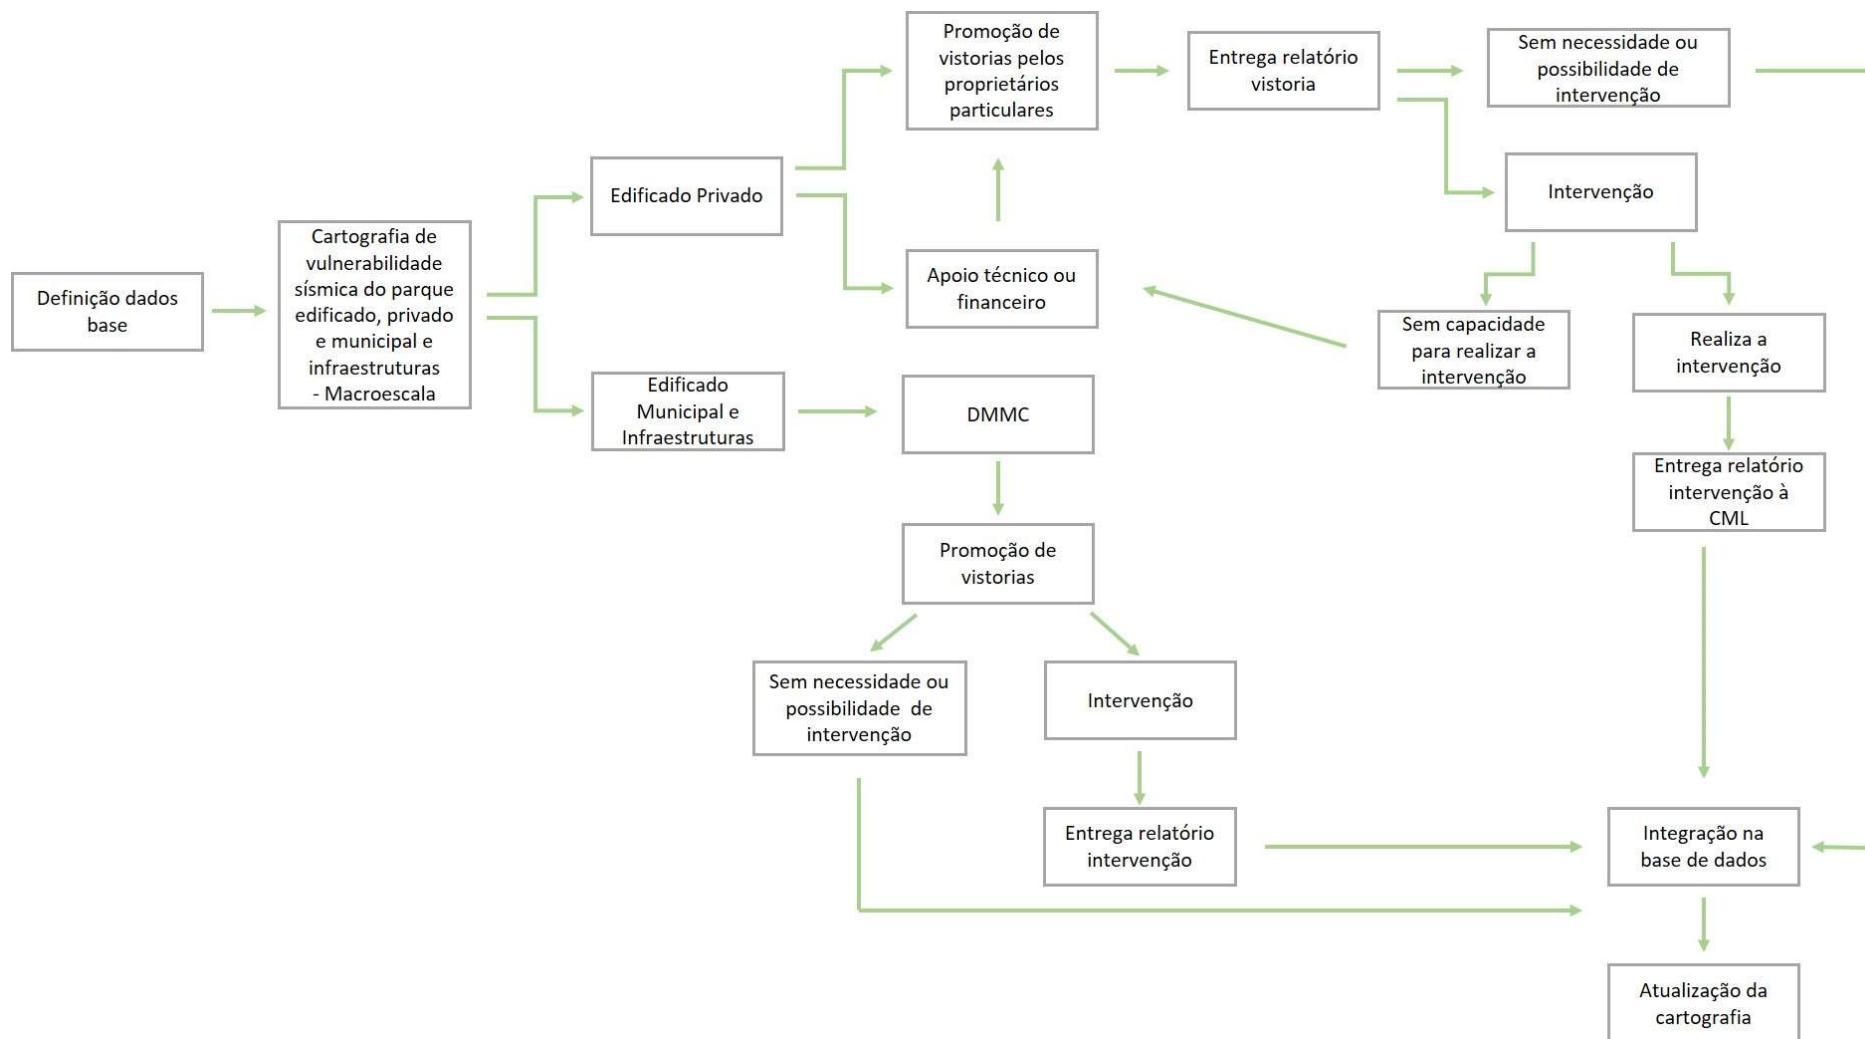 Definição dados
base
Cartografia de
vulnerabilidade
sísmica do parque
edificado, privado
e municipal e
infraestruturas
- Macroescala
Edificado Privado
Edificado
Municipal e
Infraestruturas
Promoção de
vistorias pelos
proprietários
particulares
Apoio técnico ou
financeiro
DMMC
Promoção de
vistorias
Sem necessidade ou
possibilidade de
intervenção
Intervenção
Entrega relatório
intervenção
Entrega relatório
vistoria
Sem necessidade ou
possibilidade de
intervenção
Intervenção
Sem capacidade
para realizar a
intervenção
Realiza a
intervenção
Entrega relatório
intervenção à
CML
Integração na
base de dados
Atualização da
cartografia